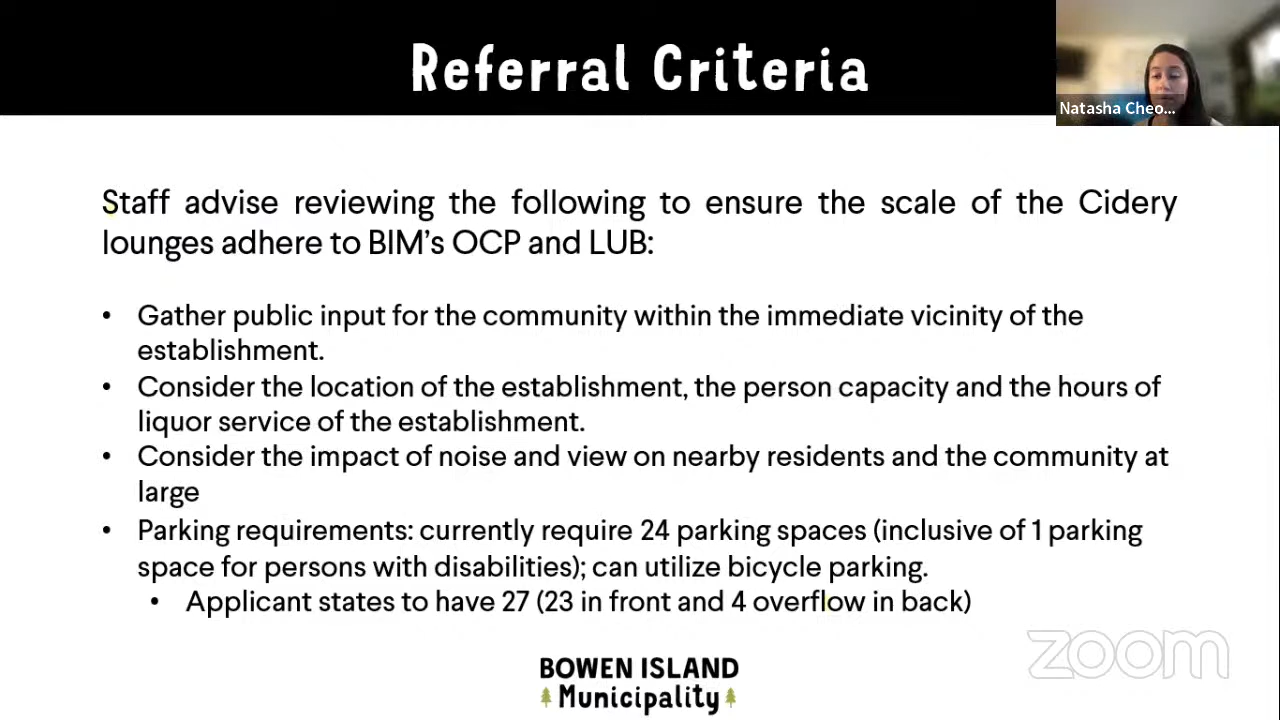 Referral Criteria
Natasha Cheo...
Staff advise reviewing the following to ensure the scale of the Cidery
lounges adhere to BIM's OCP and LUB:
• Gather public input for the community within the immediate vicinity of the
establishment.
• Consider the location of the establishment, the person capacity and the hours of
liquor service of the establishment.
• Consider the impact of noise and view on nearby residents and the community at
large
• Parking requirements: currently require 24 parking spaces (inclusive of 1 parking
space for persons with disabilities); can utilize bicycle parking.
• Applicant states to have 27 (23 in front and 4 overflow in back)
zoom
BOWEN ISLAND
Municipality